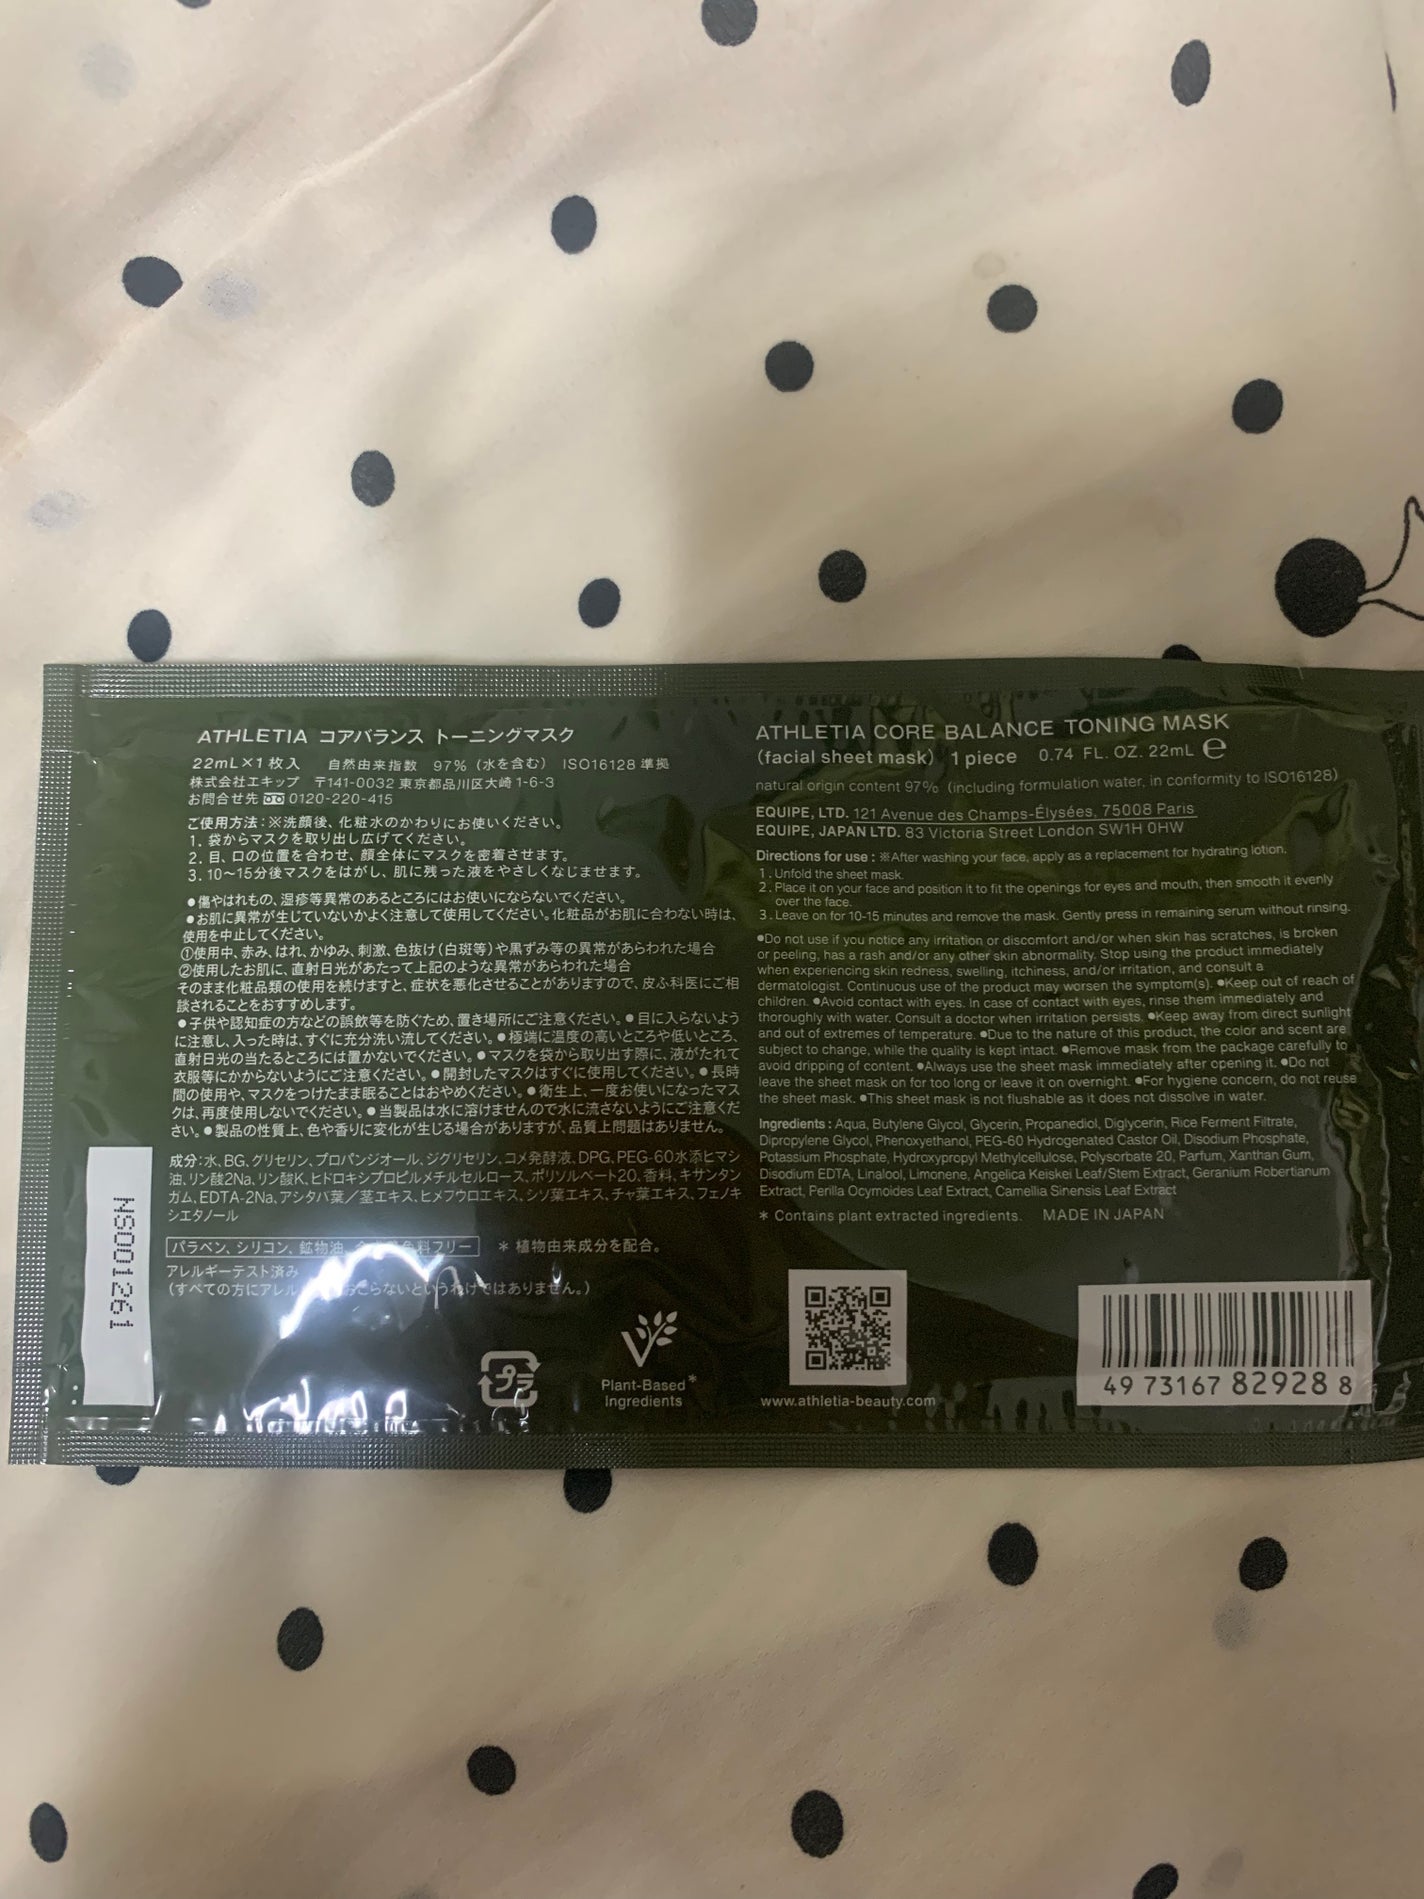 ATHLETIA コアバランス トーニングマスク
22mL×1枚入 自然由来指数 97%（水を含む） ISO16128 準拠
株式会社エキップ 〒141-0032 東京都品川区大崎 1-6-3
お問合せ先 0120-220-415
ご使用方法：※洗顔後、化粧水のかわりにお使いください。
1. 袋からマスクを取り出し広げてください。
2. 目、口の位置を合わせ、顔全体にマスクを密着させます。
3. 10〜15分後マスクをはがし、肌に残った液をやさしくなじませます。
●傷やはれもの、湿疹等異常のあるところにはお使いにならないでください。
●お肌に異常が生じていないかよく注意して使用してください。化粧品がお肌に合わない時は、
使用を中止してください。
①使用中、赤み、はれ、かゆみ、刺激、色抜け(白斑等)や黒ずみ等の異常があらわれた場合
②使用したお肌に、直射日光があたって上記のような異常があらわれた場合
そのまま化粧品類の使用を続けますと、症状を悪化させることがありますので、皮ふ科医にご相
談されることをおすすめします。
●子供や認知症の方などの誤飲等を防ぐため、置き場所にご注意ください。●目に入らないよう
に注意し、入った時は、すぐに充分洗い流してください。●極端に温度の高いところや低いところ、
直射日光の当たるところには置かないでください。●マスクを袋から取り出す際に、液がたれて
衣服等にかからないようにご注意ください。●開封したマスクはすぐに使用してください。●長時
間の使用や、マスクをつけたまま眠ることはおやめください。●衛生上、一度お使いになったマス
クは、再度使用しないでください。●当製品は水に溶けませんので水に流さないようにご注意くだ
さい。●製品の性質上、色や香りに変化が生じる場合がありますが、品質上問題はありません。
成分：水、BG、グリセリン、プロパンジオール、ジグリセリン、コメ発酵液、DPG、PEG-60水添ヒマシ
油、リン酸2Na、リン酸K、ヒドロキシプロピルメチルセルロース、ポリソルベート20、香料、キサンタン
ガム、EDTA-2Na、アシタバ葉／茎エキス、ヒメフウロエキス、シソ葉エキス、チャ葉エキス、フェノキ
シエタノール
パラベン、シリコン、鉱物油、 色料フリー ＊植物由来成分を配合。
アレルギーテスト済み
（すべての方にアレル おこらないというわけではありません。）
NS001261
プラ
Plant-Based*
Ingredients
ATHLETIA CORE BALANCE TONING MASK
(facial sheet mask) 1 piece 0.74 FL. OZ. 22mL ℮
natural origin content 97% (including formulation water, in conformity to ISO16128)
EQUIPE, LTD. 121 Avenue des Champs-Élysées, 75008 Paris
EQUIPE, JAPAN LTD. 83 Victoria Street London SW1H 0HW
Directions for use : ※After washing your face, apply as a replacement for hydrating lotion.
1. Unfold the sheet mask.
2. Place it on your face and position it to fit the openings for eyes and mouth, then smooth it evenly
over the face.
3. Leave on for 10-15 minutes and remove the mask. Gently press in remaining serum without rinsing.
●Do not use if you notice any irritation or discomfort and/or when skin has scratches, is broken
or peeling, has a rash and/or any other skin abnormality. Stop using the product immediately
when experiencing skin redness, swelling, itchiness, and/or irritation, and consult a
dermatologist. Continuous use of the product may worsen the symptom(s). ●Keep out of reach of
children. ●Avoid contact with eyes. In case of contact with eyes, rinse them immediately and
thoroughly with water. Consult a doctor when irritation persists. ●Keep away from direct sunlight
and out of extremes of temperature. ●Due to the nature of this product, the color and scent are
subject to change, while the quality is kept intact. ●Remove mask from the package carefully to
avoid dripping of content. ●Always use the sheet mask immediately after opening it. ●Do not
leave the sheet mask on for too long or leave it on overnight. ●For hygiene concern, do not reuse
the sheet mask. ●This sheet mask is not flushable as it does not dissolve in water.
Ingredients : Aqua, Butylene Glycol, Glycerin, Propanediol, Diglycerin, Rice Ferment Filtrate,
Dipropylene Glycol, Phenoxyethanol, PEG-60 Hydrogenated Castor Oil, Disodium Phosphate,
Potassium Phosphate, Hydroxypropyl Methylcellulose, Polysorbate 20, Parfum, Xanthan Gum,
Disodium EDTA, Linalool, Limonene, Angelica Keiskei Leaf/Stem Extract, Geranium Robertianum
Extract, Perilla Ocymoides Leaf Extract, Camellia Sinensis Leaf Extract
* Contains plant extracted ingredients. MADE IN JAPAN
www.athletia-beauty.com
49 73167 82928 8